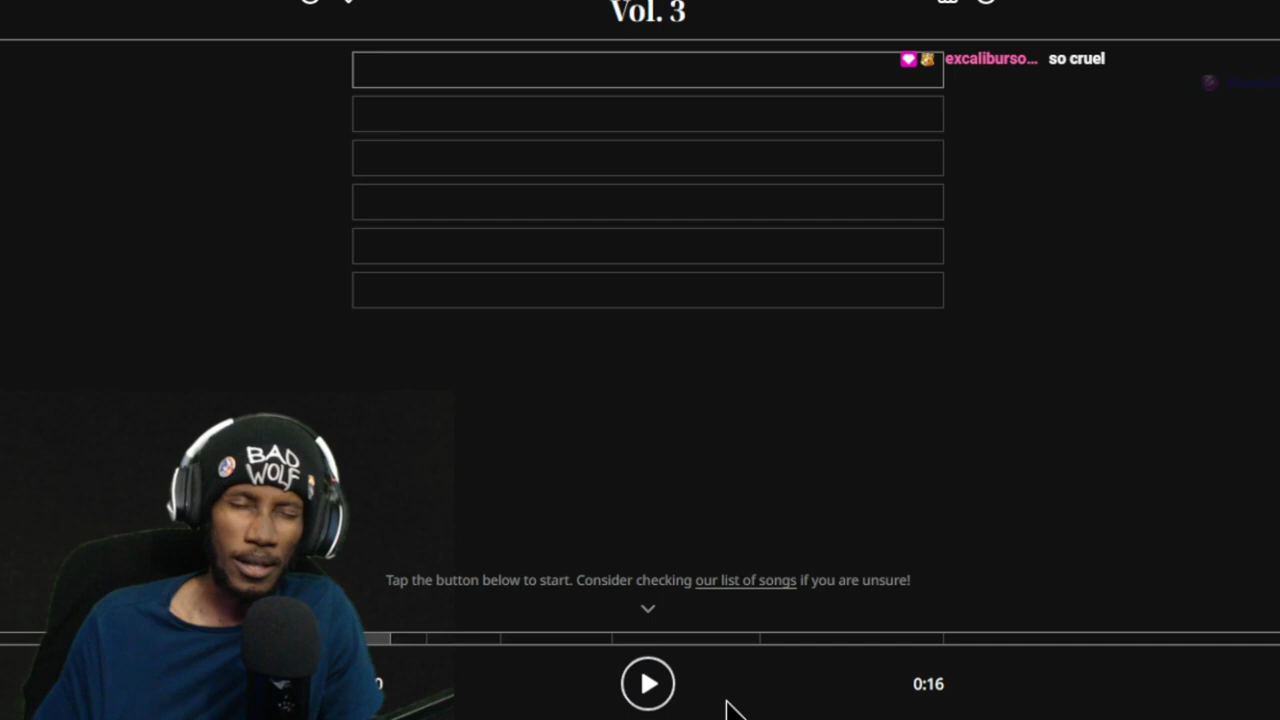 Vol. 3
excaliburso... so cruel
BAD
WOLF
Tap the button below to start. Consider checking our list of songs if you are unsure!
0:16